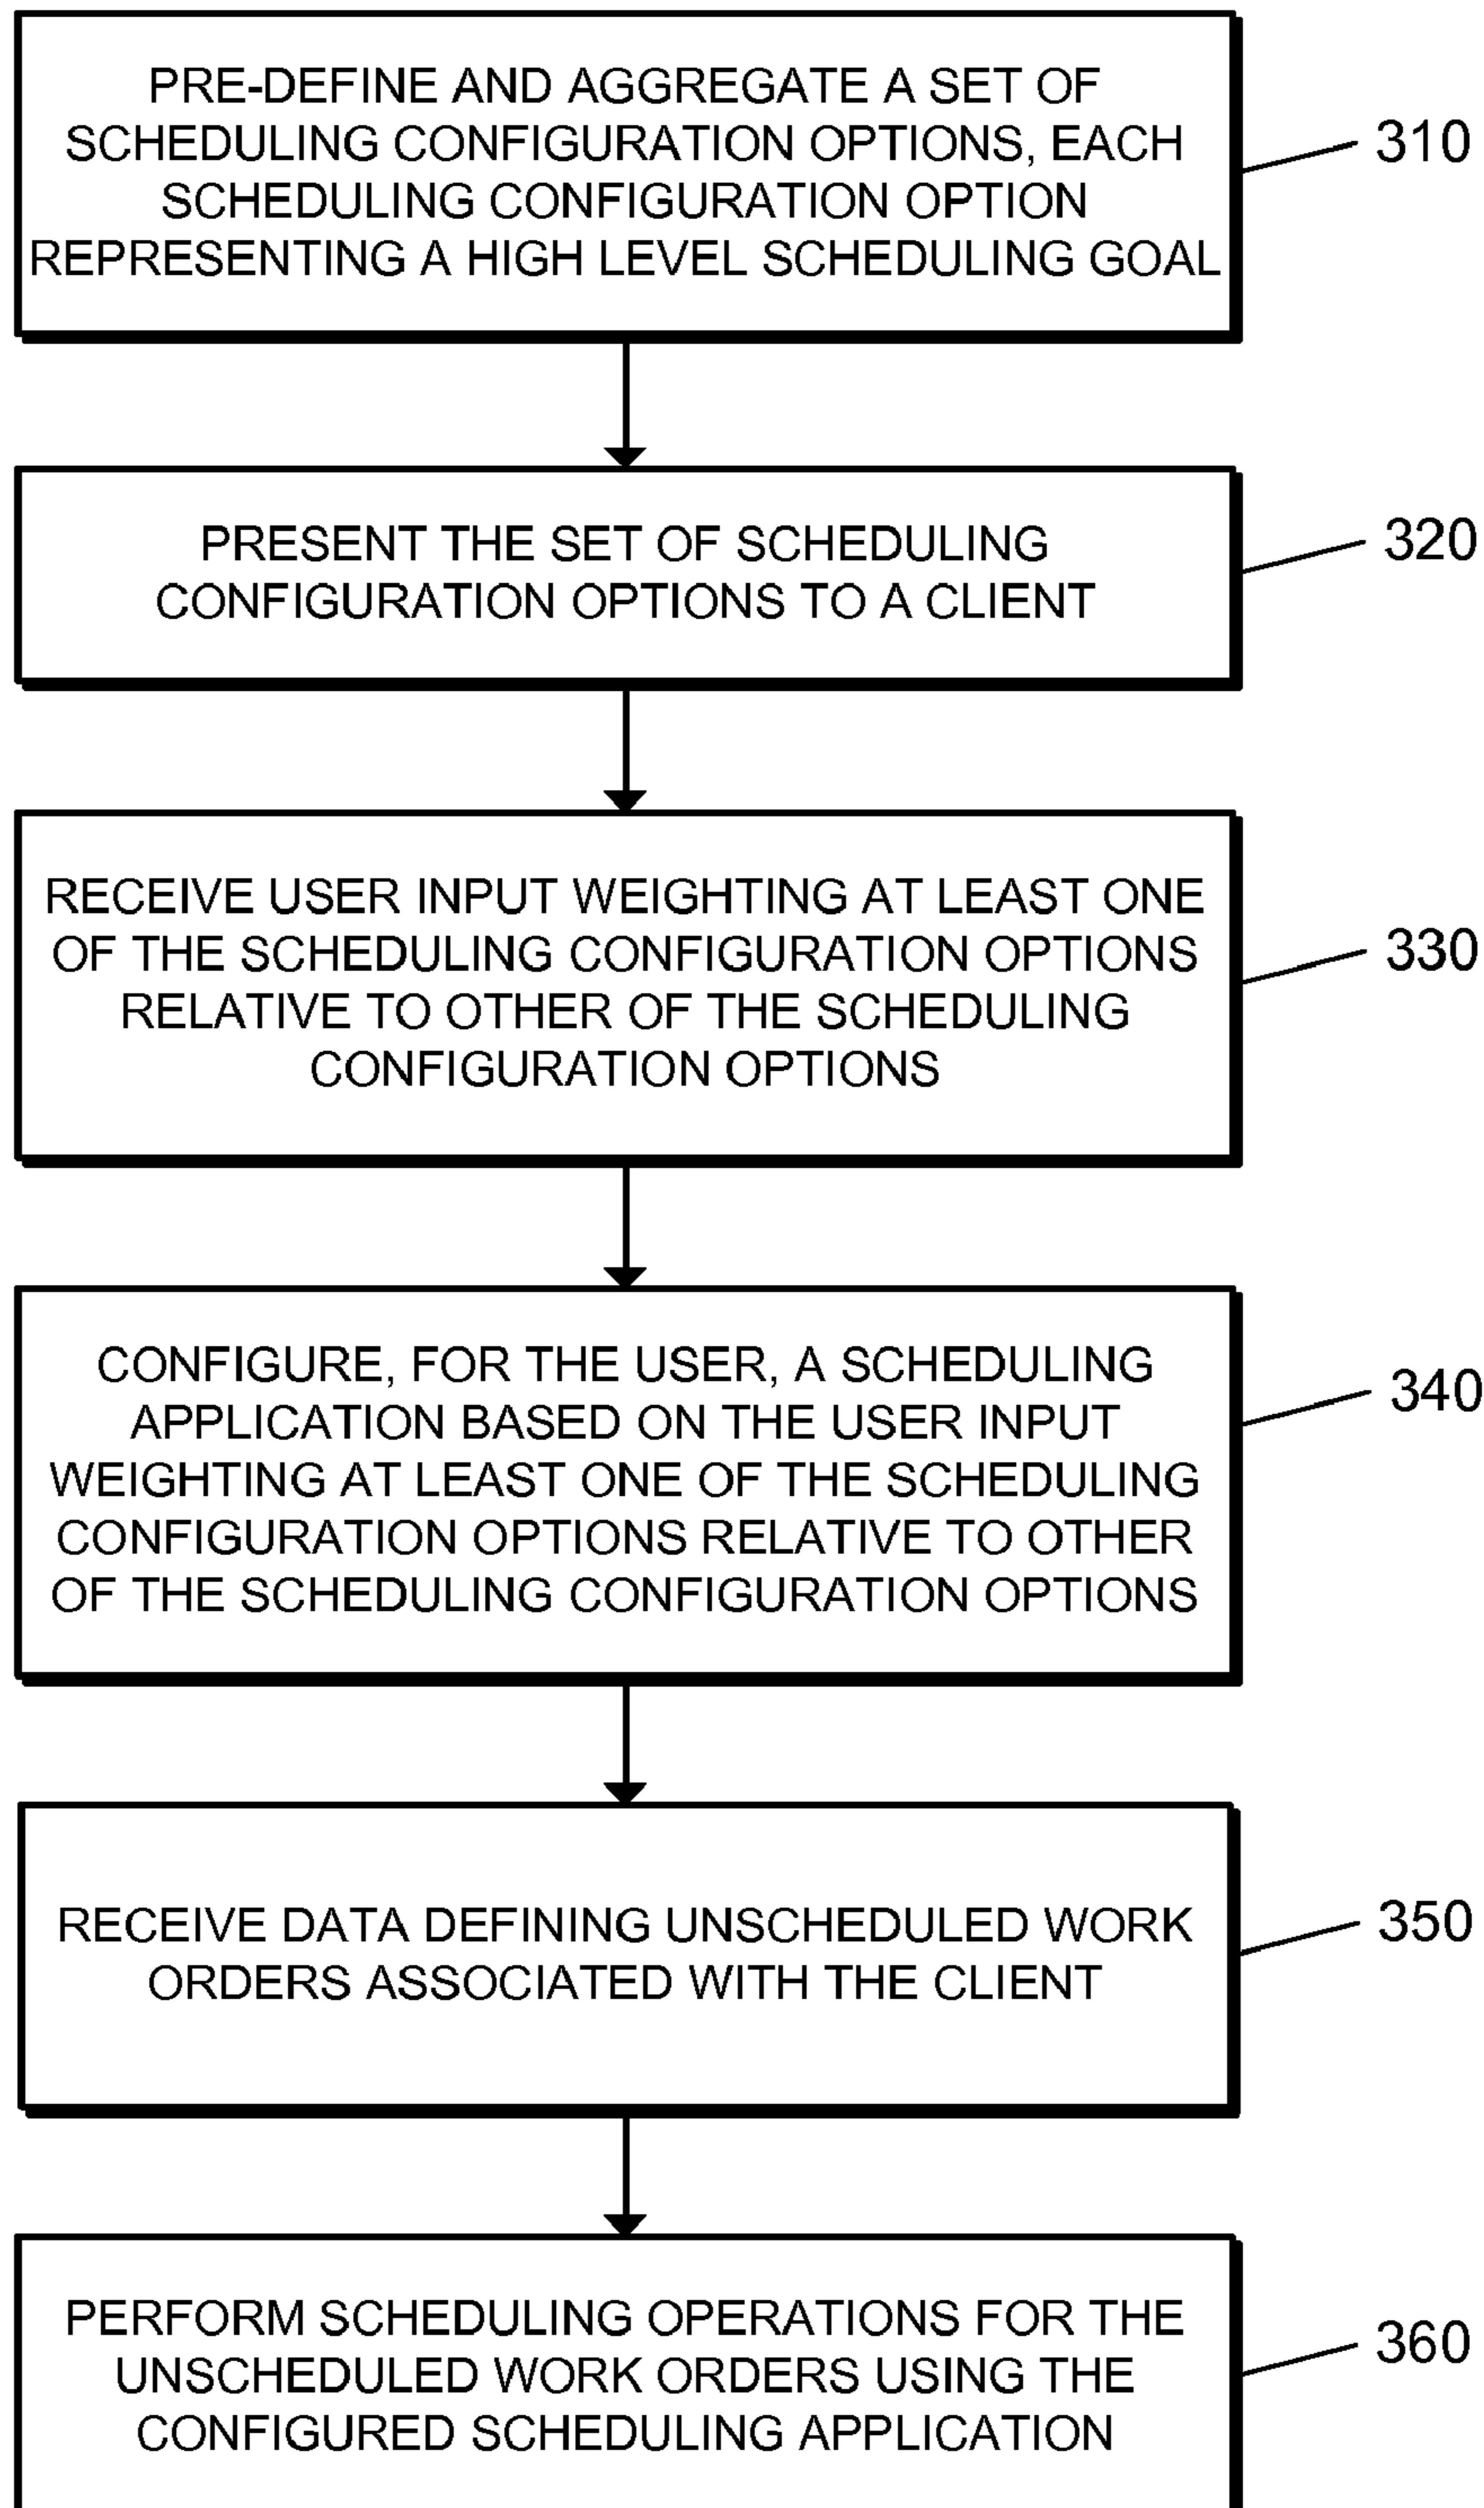 PRE-DEFINE AND AGGREGATE A SET OF
SCHEDULING CONFIGURATION OPTIONS, EACH
SCHEDULING CONFIGURATION OPTION
REPRESENTING A HIGH LEVEL SCHEDULING GOAL
310
PRESENT THE SET OF SCHEDULING
CONFIGURATION OPTIONS TO A CLIENT
320
RECEIVE USER INPUT WEIGHTING AT LEAST ONE
OF THE SCHEDULING CONFIGURATION OPTIONS
RELATIVE TO OTHER OF THE SCHEDULING
CONFIGURATION OPTIONS
330
CONFIGURE, FOR THE USER, A SCHEDULING
APPLICATION BASED ON THE USER INPUT
WEIGHTING AT LEAST ONE OF THE SCHEDULING
CONFIGURATION OPTIONS RELATIVE TO OTHER
OF THE SCHEDULING CONFIGURATION OPTIONS
340
RECEIVE DATA DEFINING UNSCHEDULED WORK
ORDERS ASSOCIATED WITH THE CLIENT
350
PERFORM SCHEDULING OPERATIONS FOR THE
UNSCHEDULED WORK ORDERS USING THE
CONFIGURED SCHEDULING APPLICATION
360